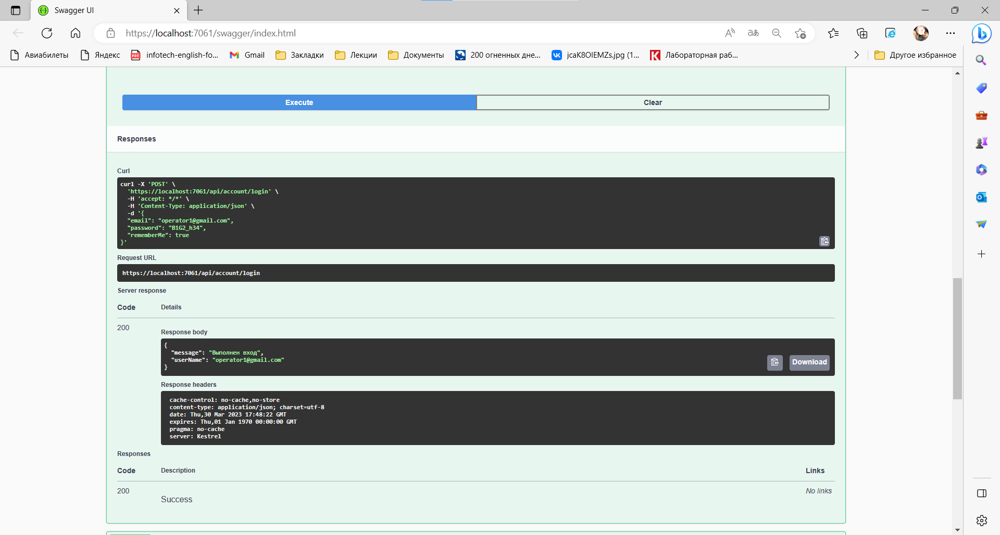 Swagger UI
https://localhost:7061/swagger/index.html
Авиабилеты Яндекс infotech-english-fo... Gmail Закладки Лекции Документы 200 огненных дне... jcaK8OIEMZs.jpg (1... Лабораторная раб... Другое избранное
Execute Clear
Responses
Curl
curl -X 'POST' \
'https://localhost:7061/api/account/login' \
-H 'accept: */*' \
-H 'Content-Type: application/json' \
-d '{
"email": "operator1@gmail.com",
"password": "B1G2_h34",
"rememberMe": true
}'
Request URL
https://localhost:7061/api/account/login
Server response
Code Details
200
Response body
{
"message": "Выполнен вход",
"userName": "operator1@gmail.com"
}
Download
Response headers
cache-control: no-cache,no-store
content-type: application/json; charset=utf-8
date: Thu,30 Mar 2023 17:48:22 GMT
expires: Thu,01 Jan 1970 00:00:00 GMT
pragma: no-cache
server: Kestrel
Responses
Code Description Links
200 No links
Success